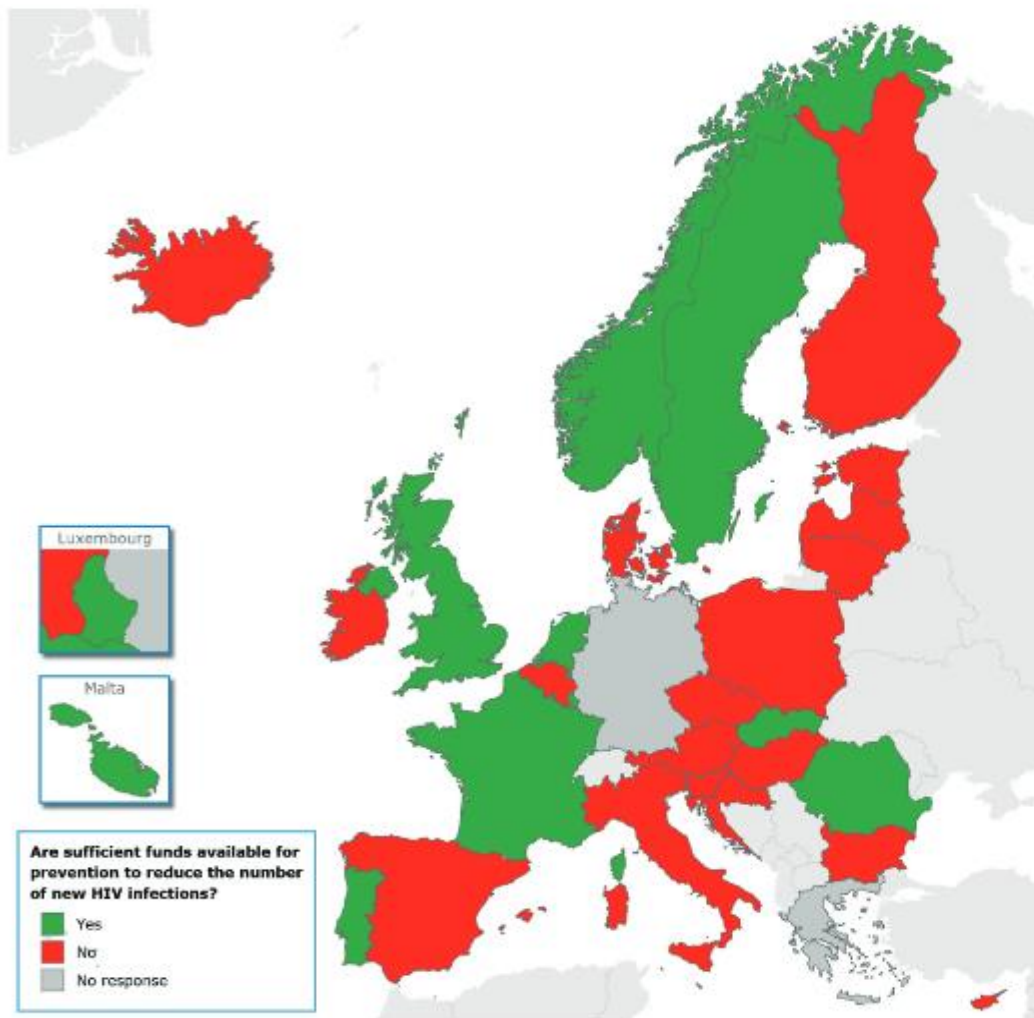 Luxembourg
Malta
Are sufficient funds available for
prevention to reduce the number
of new HIV infections?
Yes
No
No response